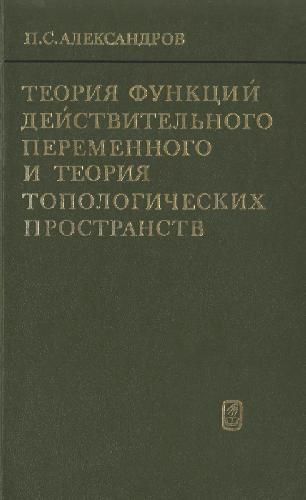 П.С.АЛЕКСАНДРОВ
ТЕОРИЯ ФУНКЦИЙ
ДЕЙСТВИТЕЛЬНОГО
ПЕРЕМЕННОГО
И ТЕОРИЯ
ТОПОЛОГИЧЕСКИХ
ПРОСТРАНСТВ